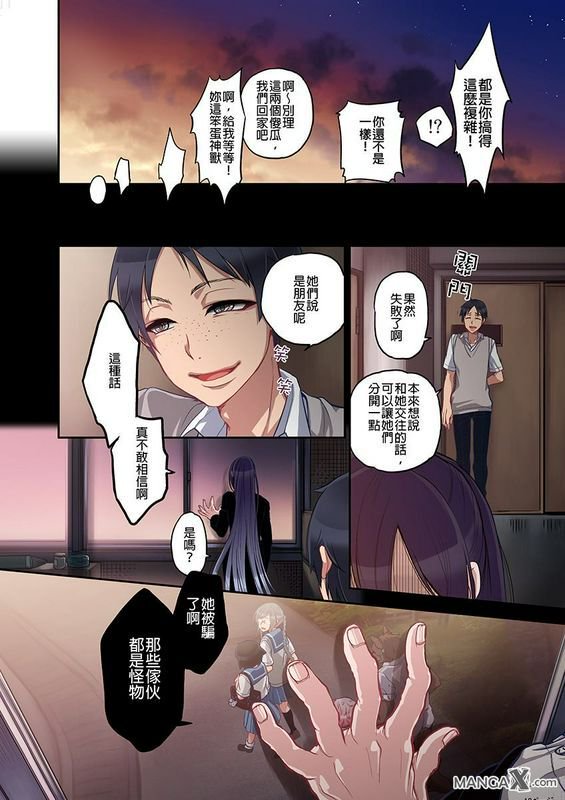 都是你搞得
這麼複雜！
!?
你還不是
一樣！
啊～別理
這兩個傻瓜，
我們回家吧
啊，給我等等！
妳這笨蛋神獸
關
門
果然
失敗了啊
本來想說
和她交往的話，
可以讓她們
分開一點
她們說
是朋友呢
笑
笑
這種話
真不敢相信啊
是嗎？
她被騙
了啊
那些傢伙
都是怪物
MANGAX.com